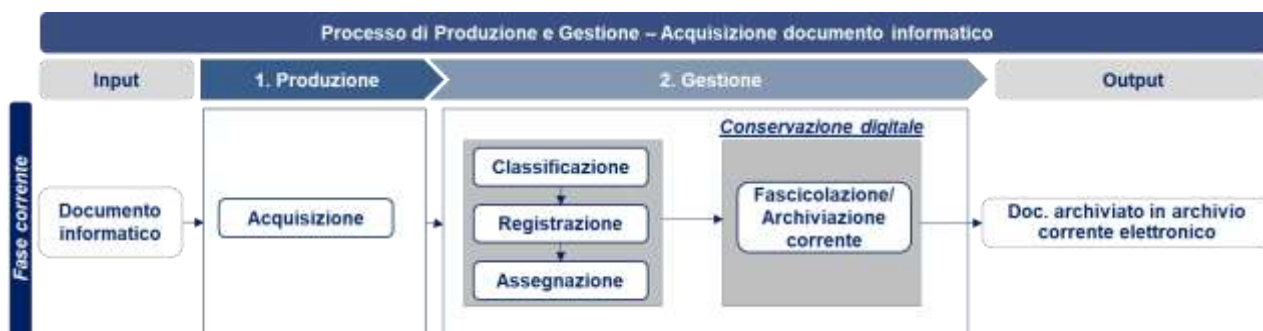 Processo di Produzione e Gestione – Acquisizione documento informatico
Input
1. Produzione
2. Gestione
Output
Fase corrente
Documento
informatico
Acquisizione
Classificazione
Registrazione
Assegnazione
Conservazione digitale
Fascicolazione/
Archiviazione
corrente
Doc. archiviato in archivio
corrente elettronico